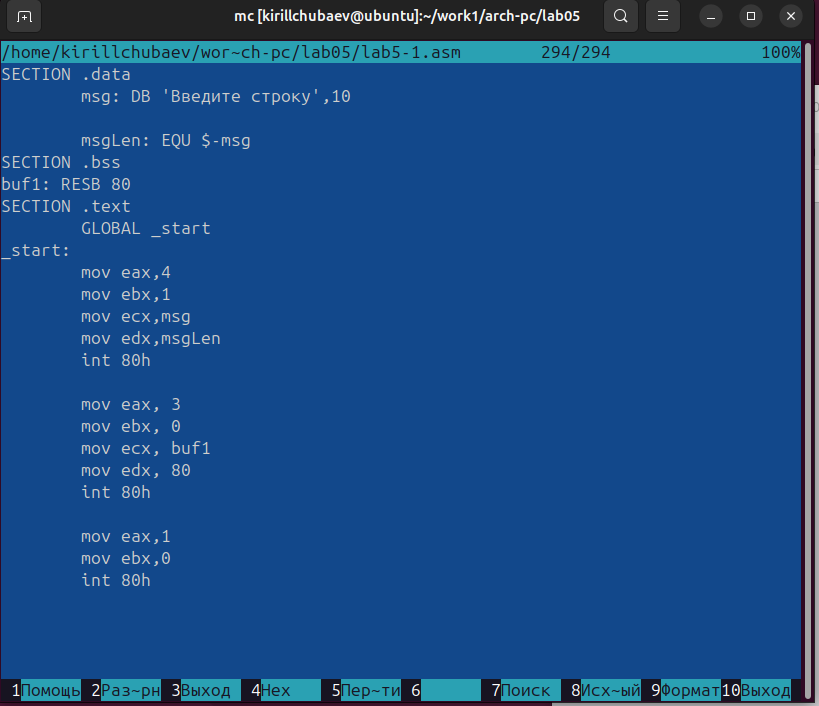 mc [kirillchubaev@ubuntu]:~/work1/arch-pc/lab05
/home/kirillchubaev/wor~ch-pc/lab05/lab5-1.asm 294/294 100%
SECTION .data
msg: DB 'Введите строку',10
msgLen: EQU $-msg
SECTION .bss
buf1: RESB 80
SECTION .text
GLOBAL _start
_start:
mov eax,4
mov ebx,1
mov ecx,msg
mov edx,msgLen
int 80h
mov eax, 3
mov ebx, 0
mov ecx, buf1
mov edx, 80
int 80h
mov eax,1
mov ebx,0
int 80h
1Помощь 2Раз~рн 3Выход 4Hex 5Пер~ти 6 7Поиск 8Исх~ый 9Формат 10Выход